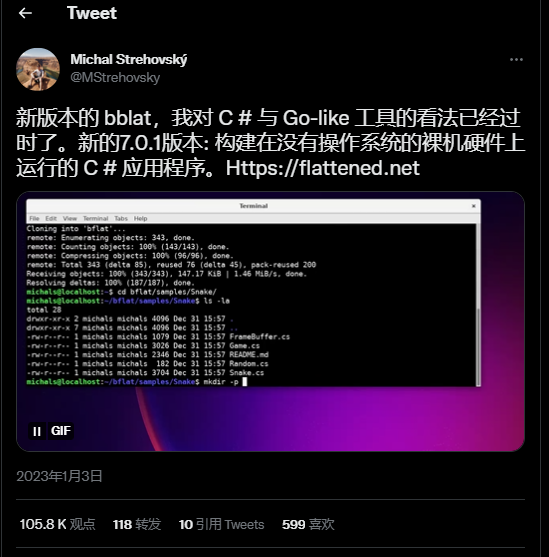 Tweet
Michal Strehovský
@MStrehovsky
新版本的 bblat，我对 C # 与 Go-like 工具的看法已经过
时了。新的7.0.1版本: 构建在没有操作系统的裸机硬件上
运行的 C # 应用程序。Https://flattened.net
Terminal
File Edit View Terminal Tabs Help
Cloning into 'bflat'...
remote: Enumerating objects: 343, done.
remote: Counting objects: 100% (143/143), done.
remote: Compressing objects: 100% (96/96), done.
remote: Total 343 (delta 85), reused 76 (delta 45), pack-reused 200
Receiving objects: 100% (343/343), 147.17 KiB | 1.46 MiB/s, done.
Resolving deltas: 100% (187/187), done.
michals@localhost:~$ cd bflat/samples/Snake/
michals@localhost:~/bflat/samples/Snake$ ls -la
total 28
drwxr-xr-x 2 michals michals 4096 Dec 31 15:57 .
drwxr-xr-x 7 michals michals 4096 Dec 31 15:57 ..
-rw-r--r-- 1 michals michals 1079 Dec 31 15:57 FrameBuffer.cs
-rw-r--r-- 1 michals michals 3026 Dec 31 15:57 Game.cs
-rw-r--r-- 1 michals michals 2346 Dec 31 15:57 README.md
-rw-r--r-- 1 michals michals 182 Dec 31 15:57 Random.cs
-rw-r--r-- 1 michals michals 3704 Dec 31 15:57 Snake.cs
michals@localhost:~/bflat/samples/Snake$ mkdir -p
GIF
2023年1月3日
105.8 K 观点 118 转发 10 引用 Tweets 599 喜欢